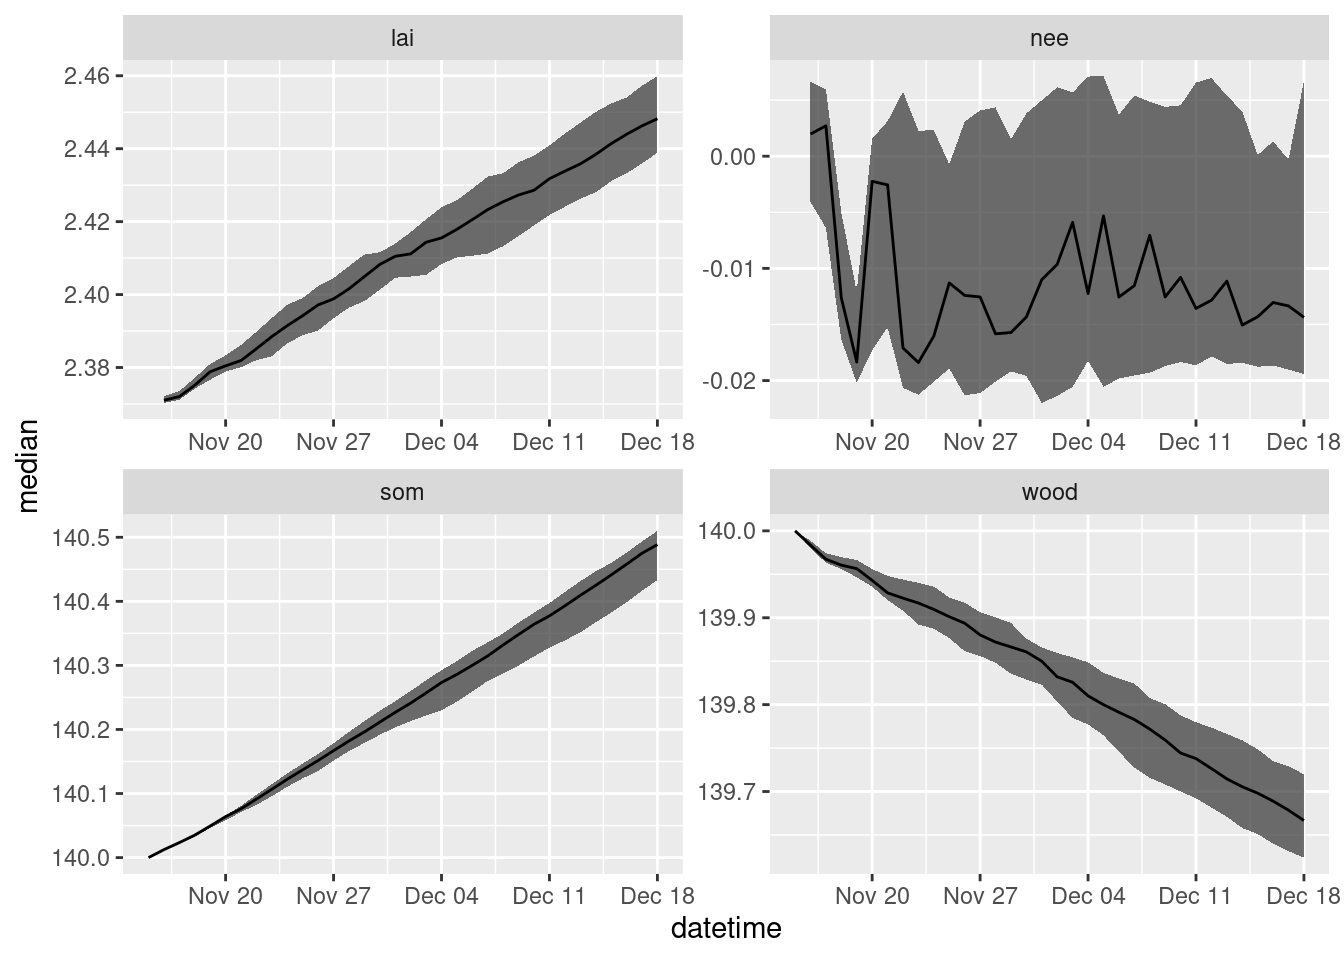 lai
nee
2.46
2.44
2.42
2.40
2.38
0.00
-0.01
-0.02
Nov 20 Nov 27 Dec 04 Dec 11 Dec 18
Nov 20 Nov 27 Dec 04 Dec 11 Dec 18
median
som
wood
140.5
140.4
140.3
140.2
140.1
140.0
140.0
139.9
139.8
139.7
Nov 20 Nov 27 Dec 04 Dec 11 Dec 18
Nov 20 Nov 27 Dec 04 Dec 11 Dec 18
datetime